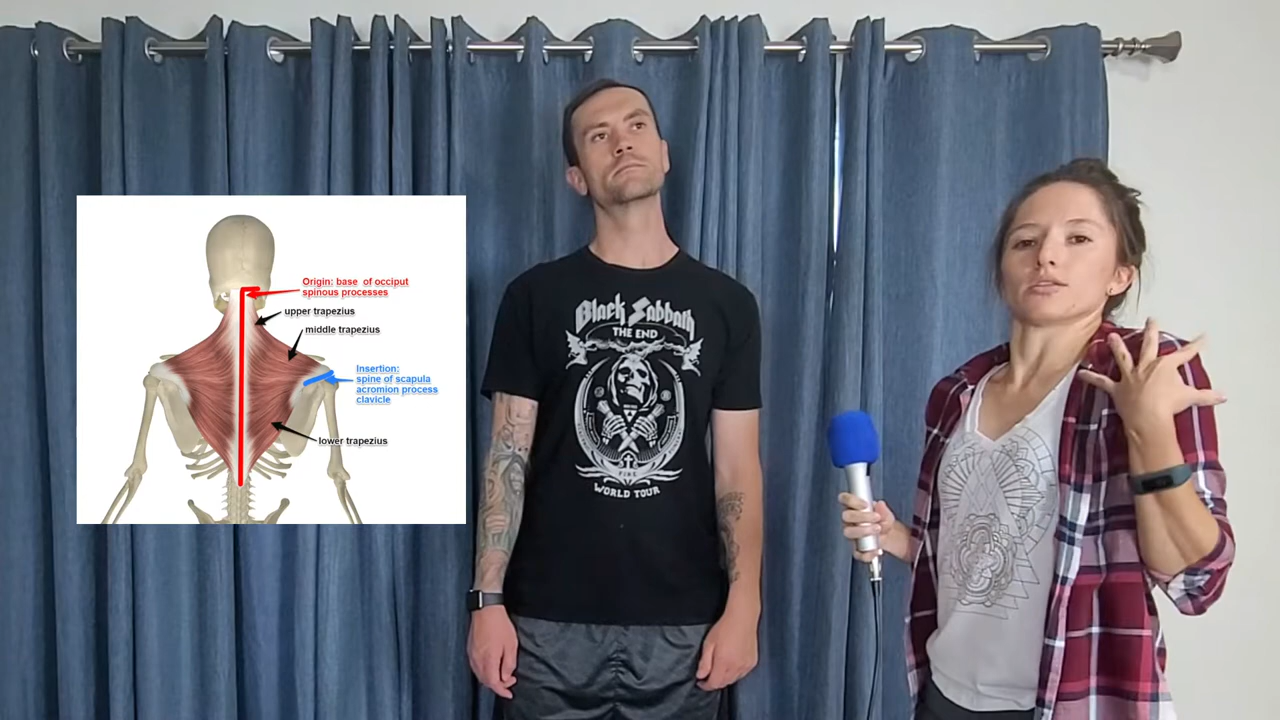 Origin: base of occiput
spinous processes
upper trapezius
middle trapezius
Insertion:
spine of scapula
acromion process
clavicle
lower trapezius
Black Sabbath
THE END
FIRE
WORLD TOUR